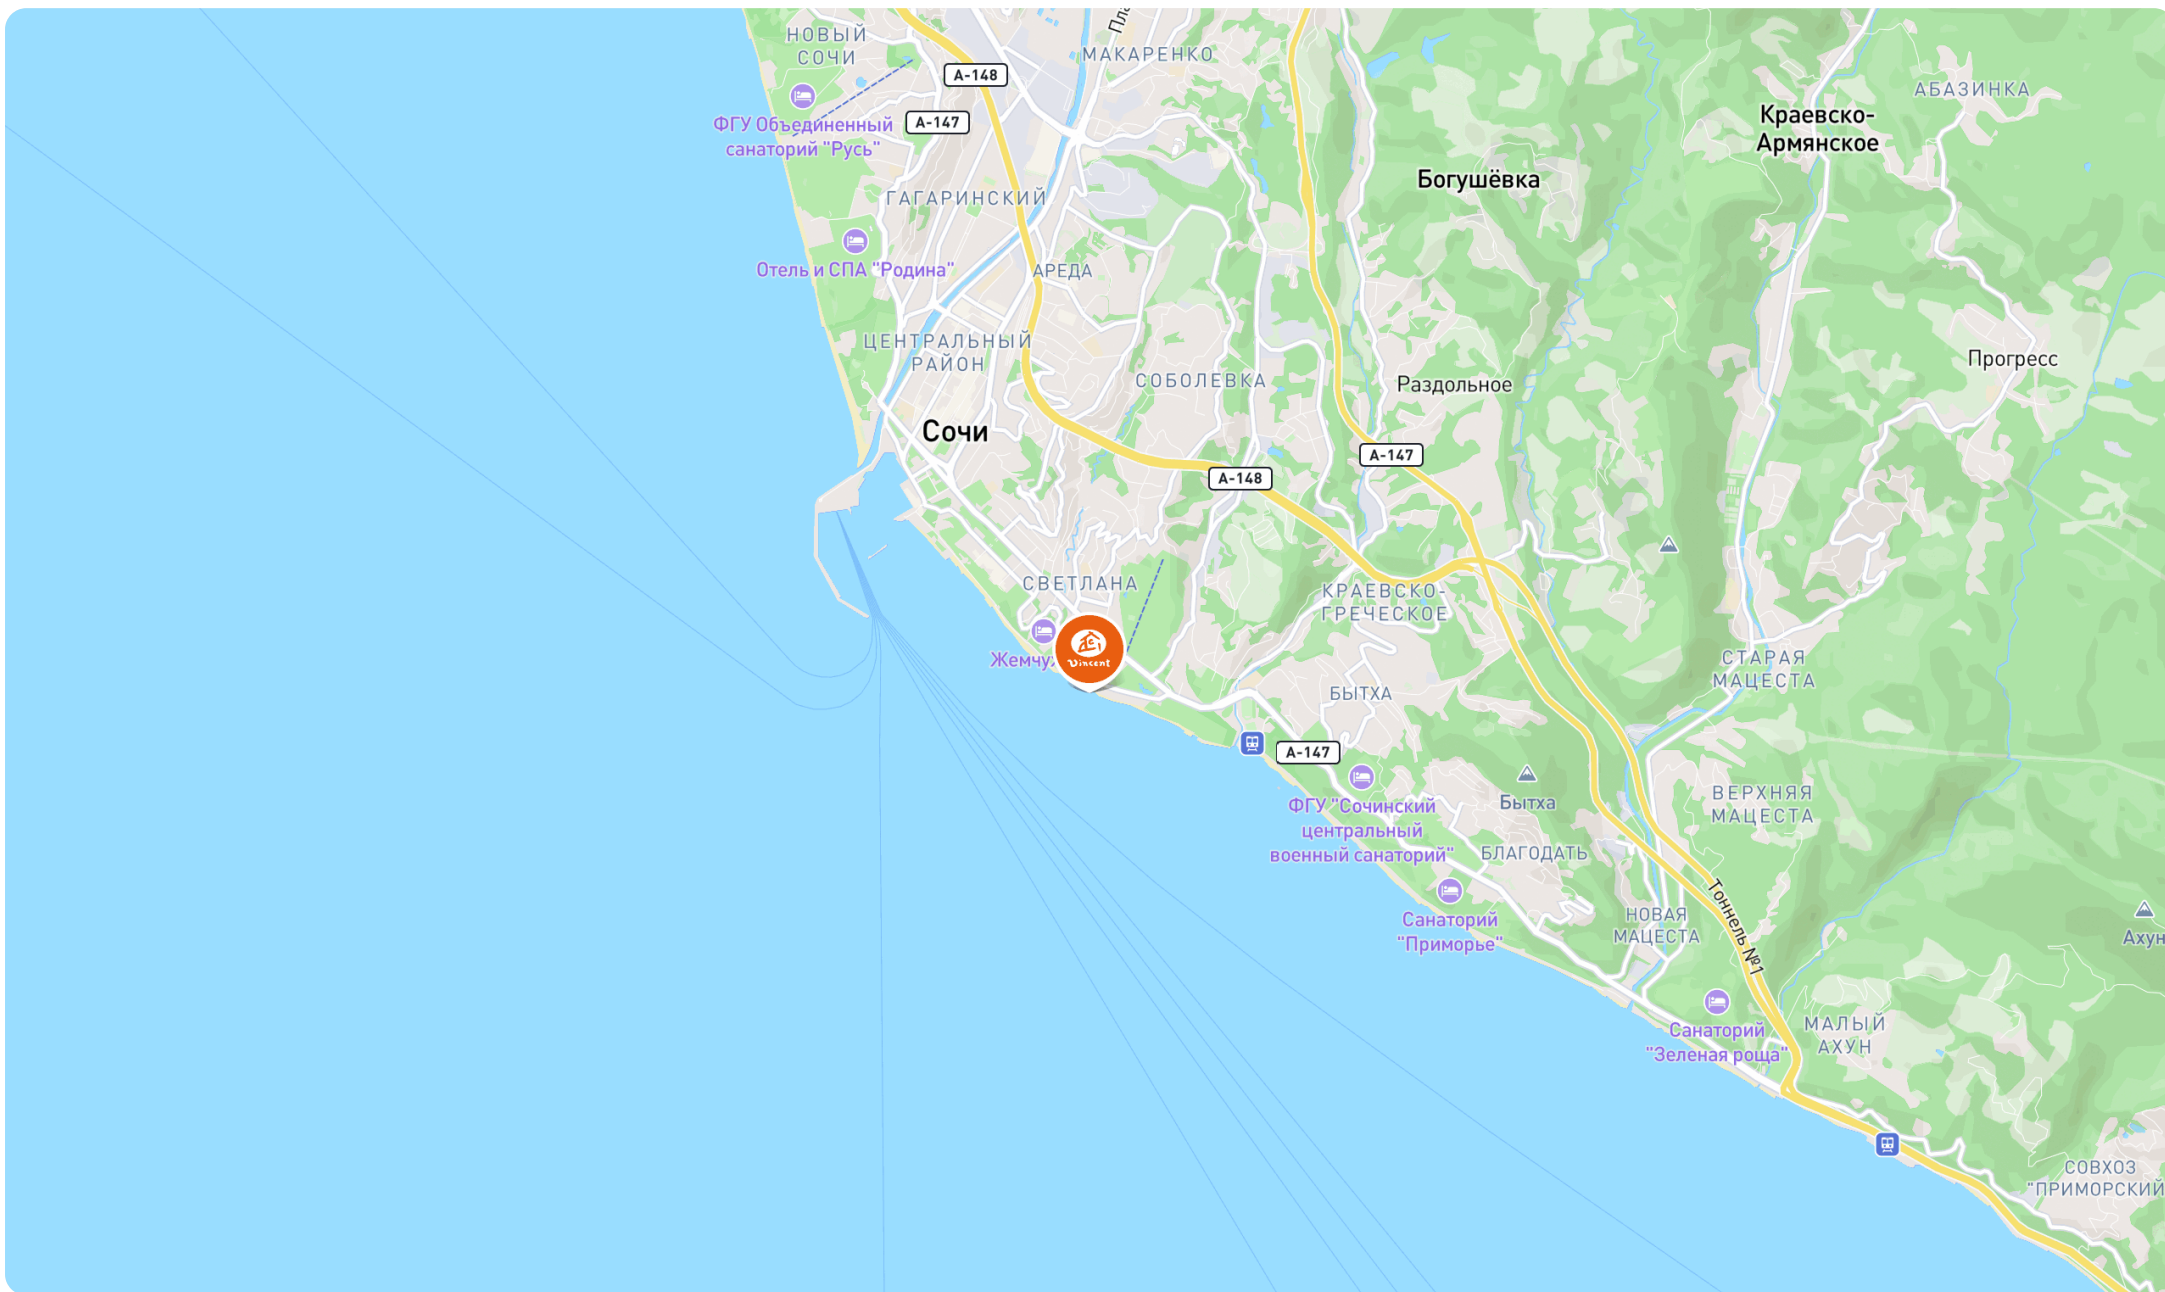 НОВЫЙ
СОЧИ
МАКАРЕНКО
А-148
А-147
ФГУ Объединенный
санаторий "Русь"
АБАЗИНКА
Краевско-
Армянское
Богушёвка
ГАГАРИНСКИЙ
Отель и СПА "Родина"
АРЕДА
ЦЕНТРАЛЬНЫЙ
РАЙОН
СОБОЛЕВКА
Раздольное
Прогресс
Сочи
А-147
А-148
СВЕТЛАНА
КРАЕВСКО-
ГРЕЧЕСКОЕ
Vincent
СТАРАЯ
МАЦЕСТА
БЫТХА
А-147
ФГУ "Сочинский
центральный
военный санаторий"
Бытха
ВЕРХНЯЯ
МАЦЕСТА
БЛАГОДАТЬ
Тоннель №1
Санаторий
"Приморье"
НОВАЯ
МАЦЕСТА
Ахун
Санаторий
"Зеленая роща"
МАЛЫЙ
АХУН
СОВХОЗ
"ПРИМОРСКИЙ